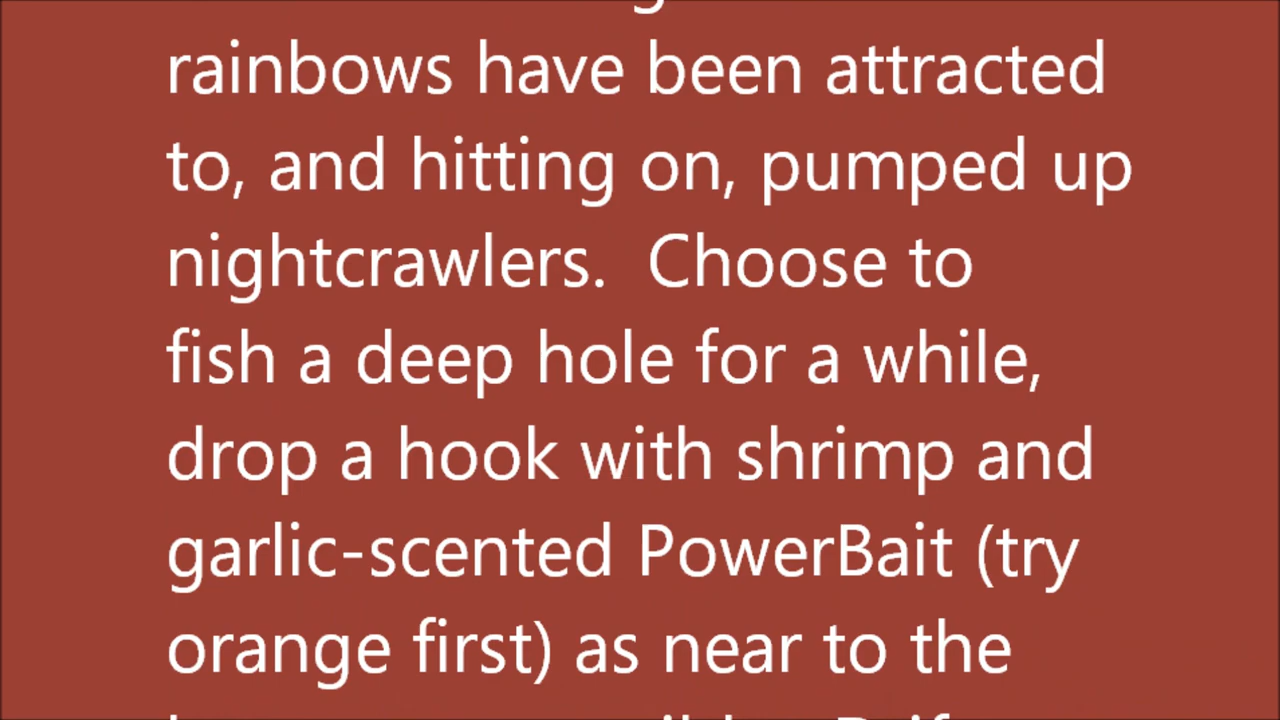 rainbows have been attracted
to, and hitting on, pumped up
nightcrawlers.  Choose to
fish a deep hole for a while,
drop a hook with shrimp and
garlic-scented PowerBait (try
orange first) as near to the